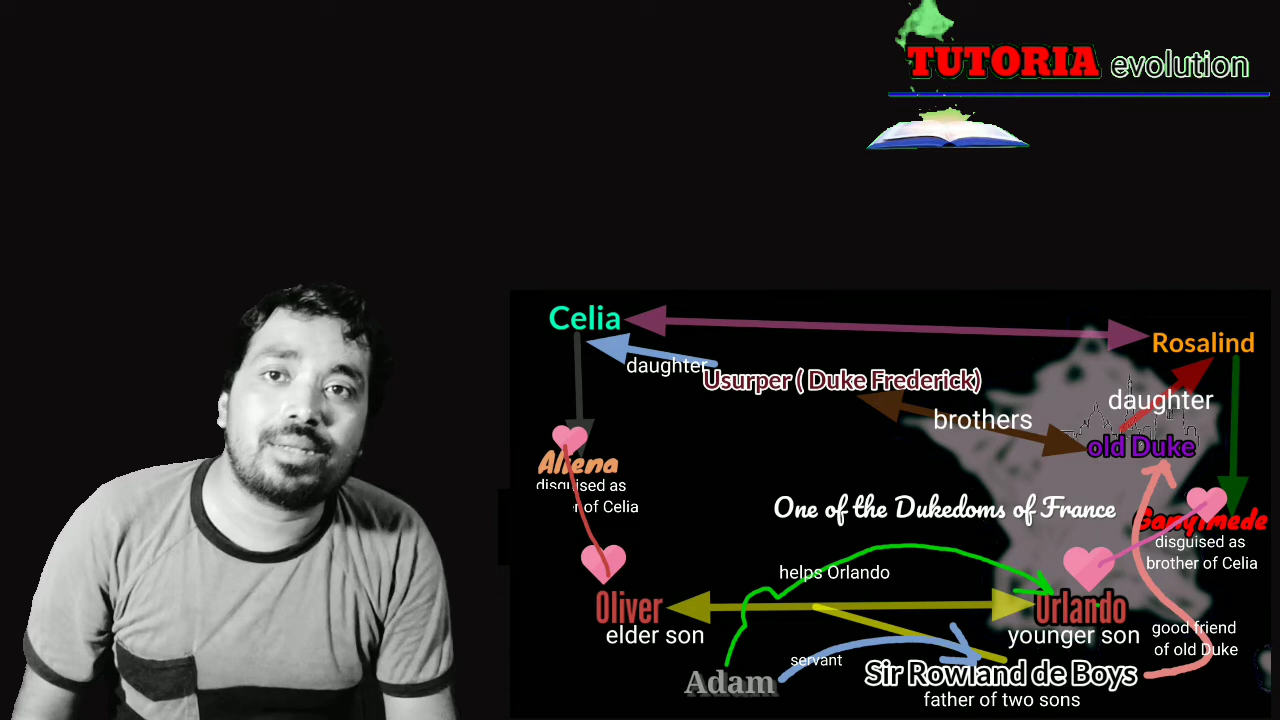 TUTORIA evolution
Celia
Rosalind
daughter
Usurper ( Duke Frederick)
daughter
brothers
old Duke
Aliena
disguised as
of Celia
One of the Dukedoms of France
Ganymede
disguised as
brother of Celia
helps Orlando
Oliver
Urlando
elder son
younger son
good friend
of old Duke
servant
Adam
Sir Rowland de Boys
father of two sons